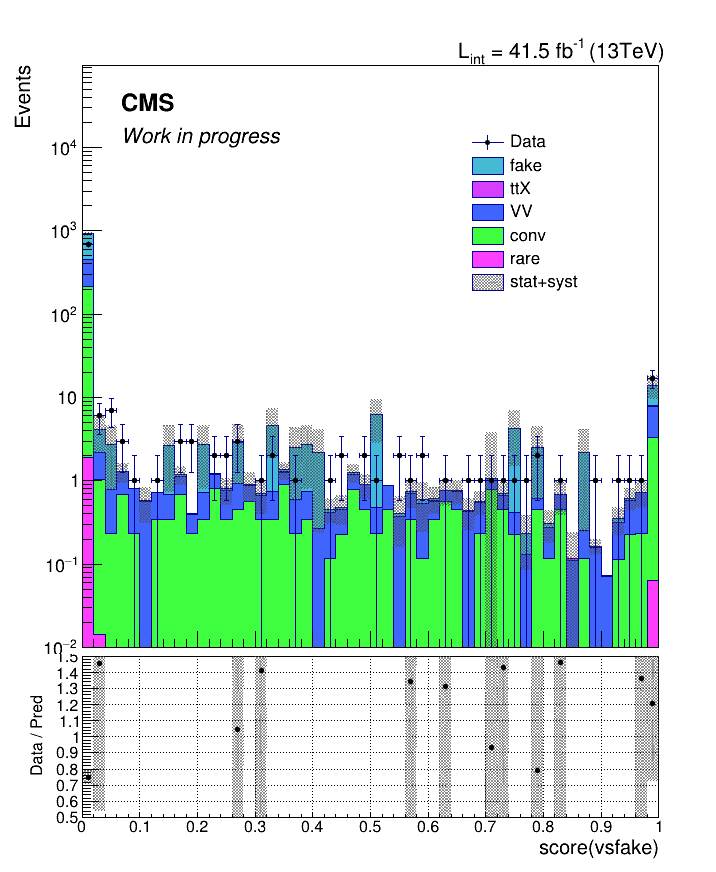 L_int = 41.5 fb^-1 (13TeV)
Events
CMS
Work in progress
Data
fake
ttX
VV
conv
rare
stat+syst
10^4
10^3
10^2
10
1
10^-1
10^-2
Data / Pred
1.5
1.4
1.3
1.2
1.1
1
0.9
0.8
0.7
0.6
0.5
0 0.1 0.2 0.3 0.4 0.5 0.6 0.7 0.8 0.9 1
score(vsfake)